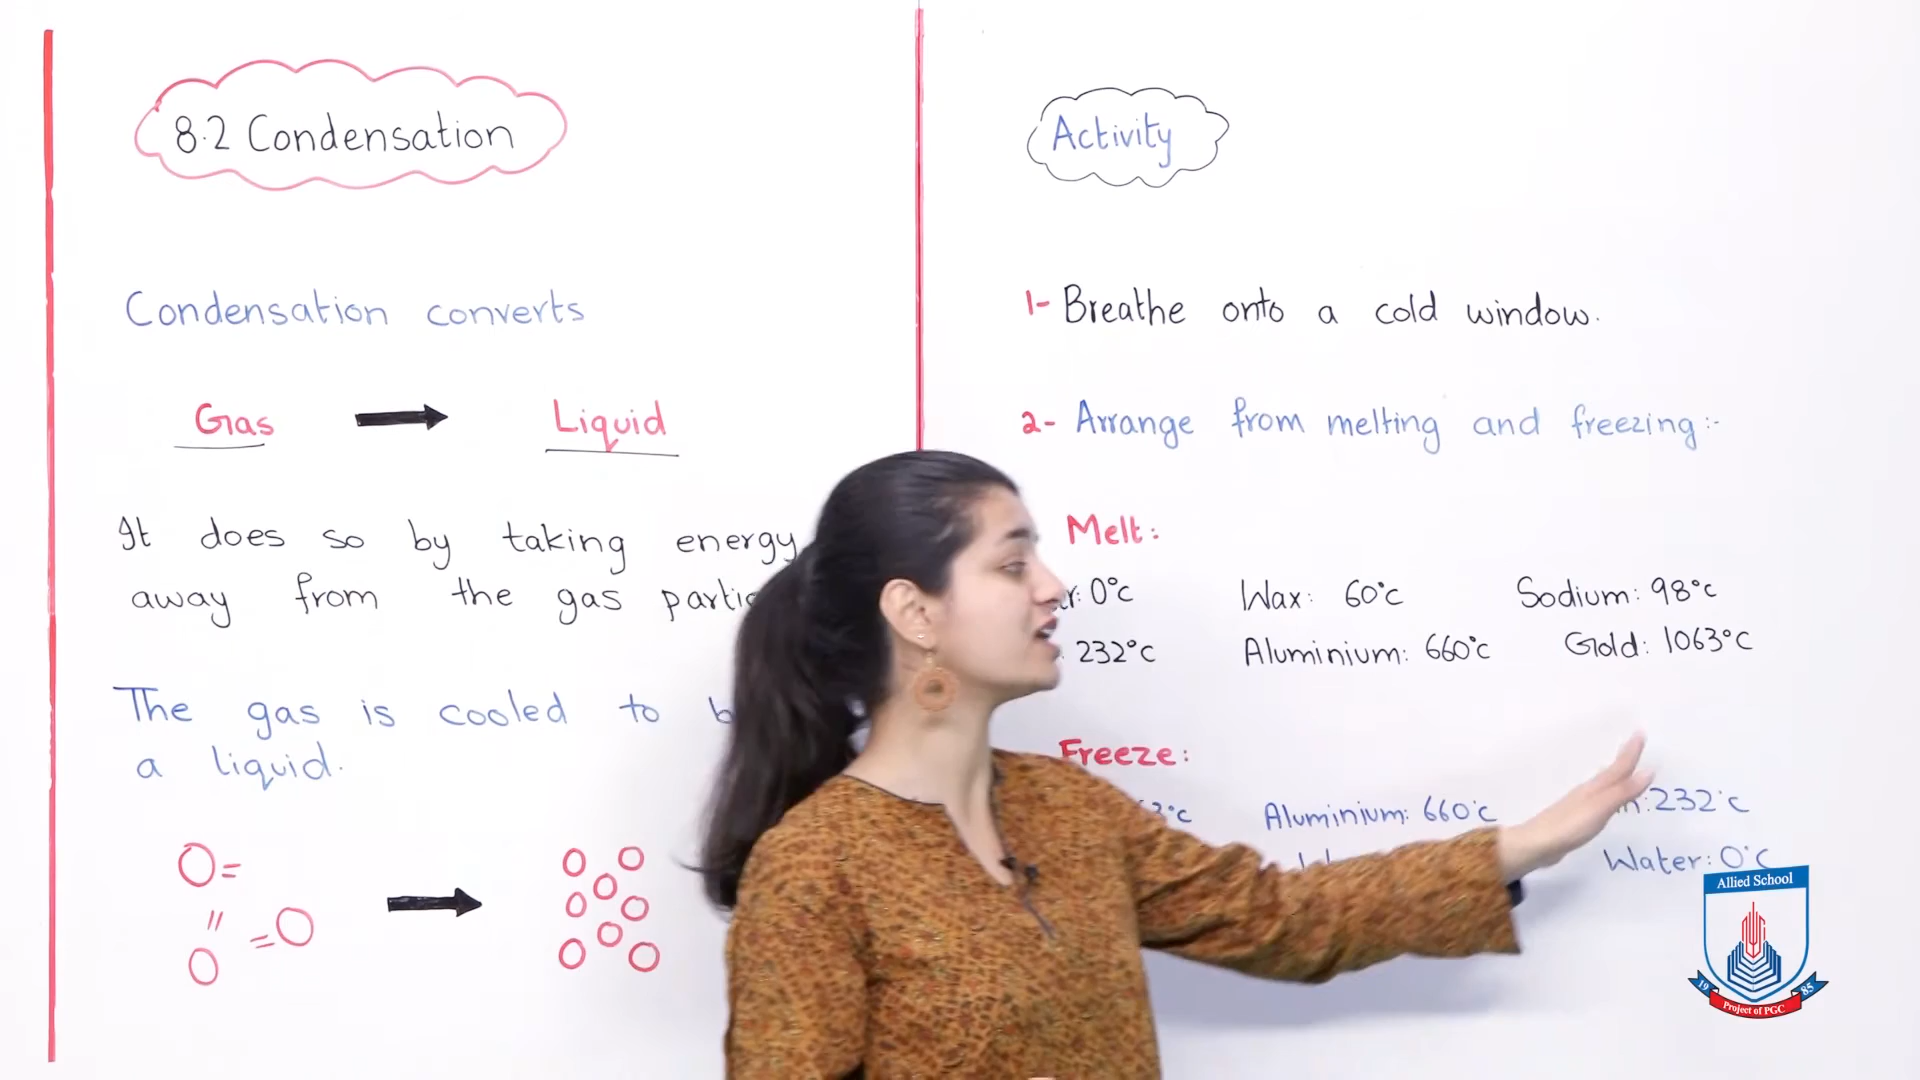 8.2 Condensation
Condensation converts
Gas
Liquid
It does so by taking energy
away from the gas
The gas is cooled to
a liquid.
Activity
1- Breathe onto a cold window.
2- Arrange from melting and freezing:-
Melt:
0°c Wax: 60°c Sodium: 98°c
232°c Aluminium: 660°c Gold: 1063°c
Freeze:
Aluminium: 660°c 232°c
Water: 0°c
Allied School
19 85
Project of PGC